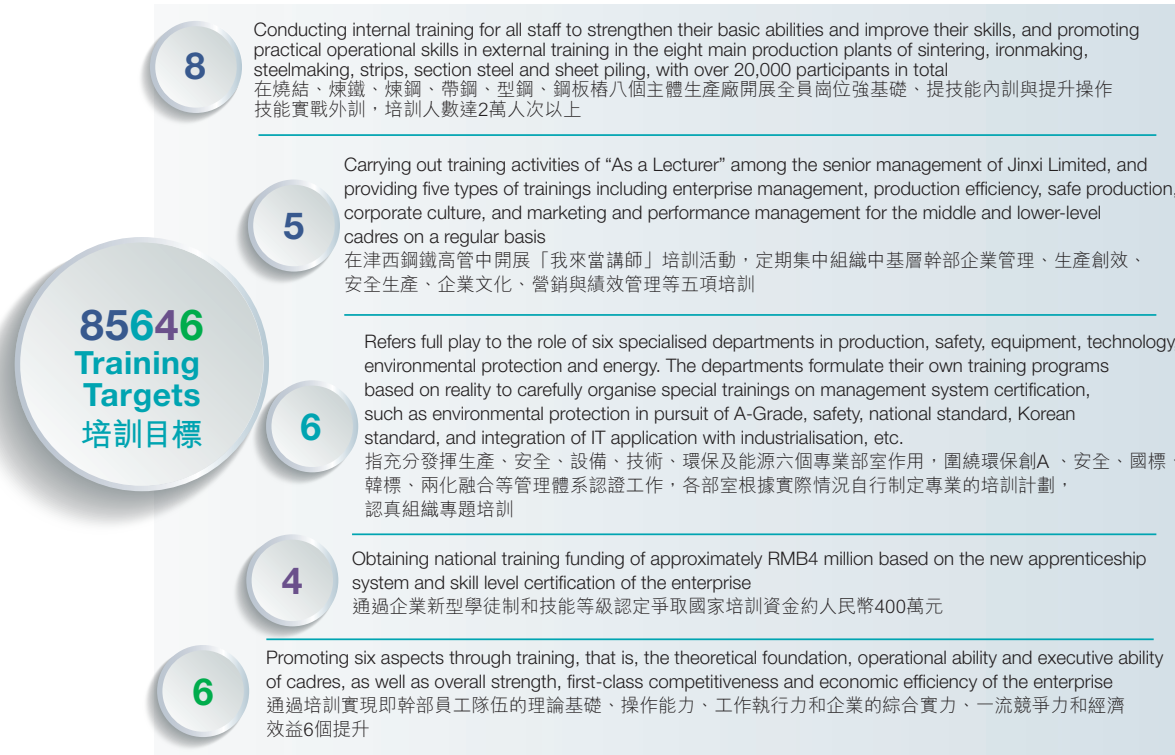 8
Conducting internal training for all staff to strengthen their basic abilities and improve their skills, and promoting
practical operational skills in external training in the eight main production plants of sintering, ironmaking,
steelmaking, strips, section steel and sheet piling, with over 20,000 participants in total
在燒結、煉鐵、煉鋼、帶鋼、型鋼、鋼板樁八個主體生產廠開展全員崗位強基礎、提技能內訓與提升操作
技能實戰外訓，培訓人數達2萬人次以上
5
Carrying out training activities of “As a Lecturer” among the senior management of Jinxi Limited, and
providing five types of trainings including enterprise management, production efficiency, safe production,
corporate culture, and marketing and performance management for the middle and lower-level
cadres on a regular basis
在津西鋼鐵高管中開展「我來當講師」培訓活動，定期集中組織中基層幹部企業管理、生產創效、
安全生產、企業文化、營銷與績效管理等五項培訓
85646
Training
Targets
培訓目標
6
Refers full play to the role of six specialised departments in production, safety, equipment, technology
environmental protection and energy. The departments formulate their own training programs
based on reality to carefully organise special trainings on management system certification,
such as environmental protection in pursuit of A-Grade, safety, national standard, Korean
standard, and integration of IT application with industrialisation, etc.
指充分發揮生產、安全、設備、技術、環保及能源六個專業部室作用，圍繞環保創A 、安全、國標、
韓標、兩化融合等管理體系認證工作，各部室根據實際情況自行制定專業的培訓計劃，
認真組織專題培訓
4
Obtaining national training funding of approximately RMB4 million based on the new apprenticeship
system and skill level certification of the enterprise
通過企業新型學徒制和技能等級認定爭取國家培訓資金約人民幣400萬元
6
Promoting six aspects through training, that is, the theoretical foundation, operational ability and executive ability
of cadres, as well as overall strength, first-class competitiveness and economic efficiency of the enterprise
通過培訓實現即幹部員工隊伍的理論基礎、操作能力、工作執行力和企業的綜合實力、一流競爭力和經濟
效益6個提升